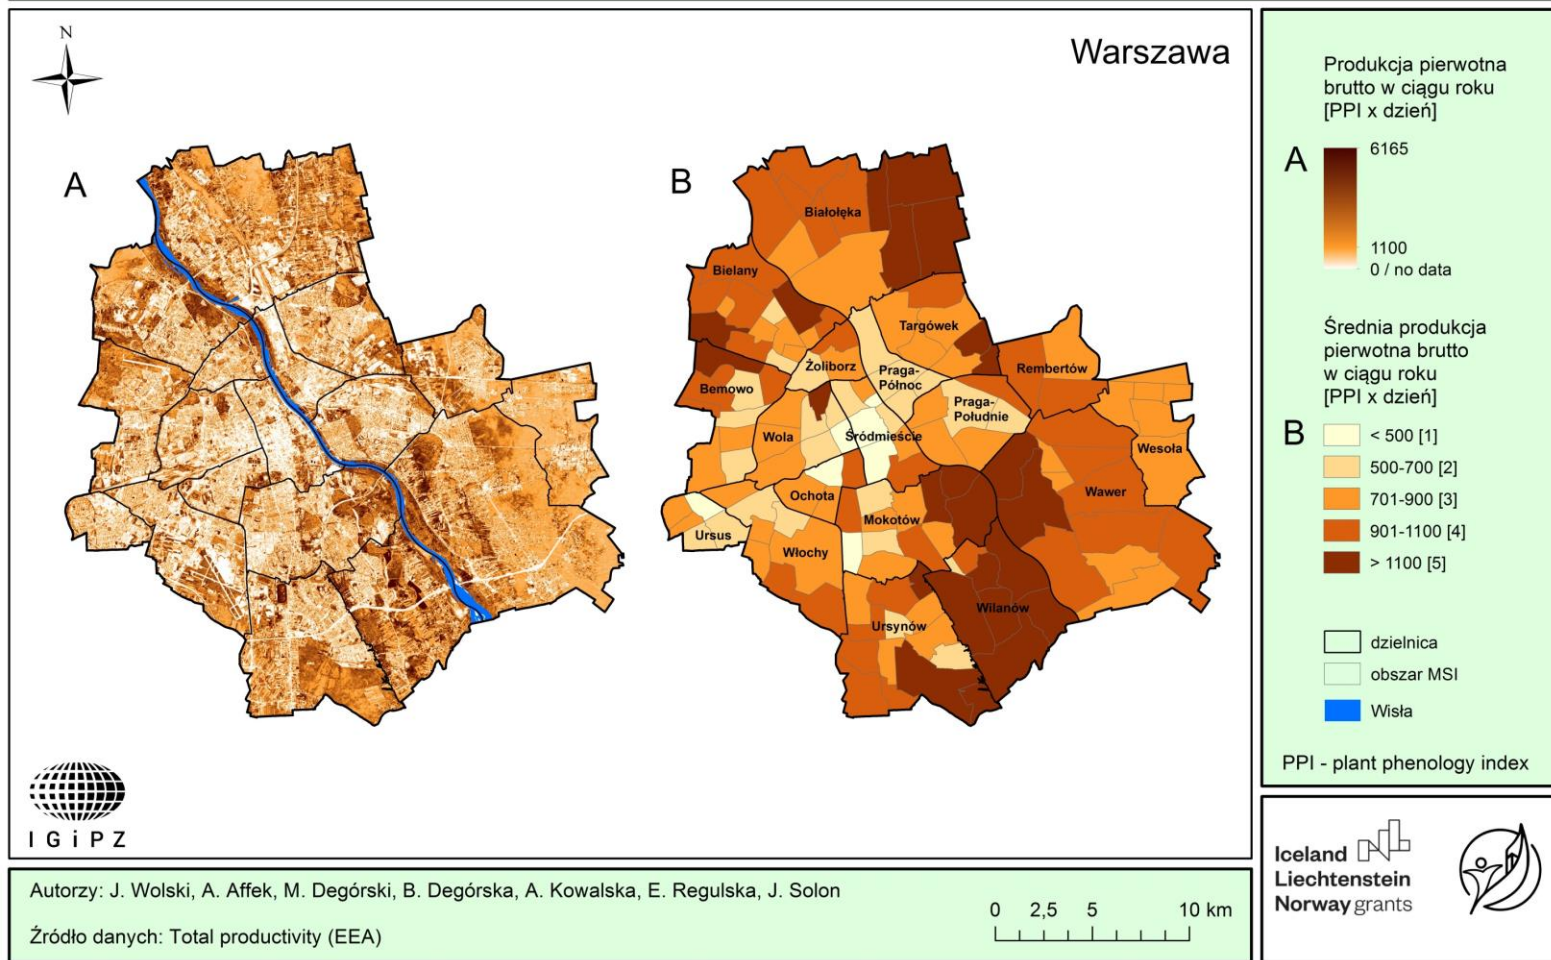 N
Warszawa
A
B
Białołęka
Bielany
Targówek
Żoliborz
Praga-
Północ
Rembertów
Bemowo
Praga-
Południe
Wola
Śródmieście
Wesoła
Ochota
Wawer
Mokotów
Ursus
Włochy
Wilanów
Ursynów
IGiPZ
Produkcja pierwotna
brutto w ciągu roku
[PPI x dzień]
A
6165
1100
0 / no data
Średnia produkcja
pierwotna brutto
w ciągu roku
[PPI x dzień]
B
< 500 [1]
500-700 [2]
701-900 [3]
901-1100 [4]
> 1100 [5]
dzielnica
obszar MSI
Wisła
PPI - plant phenology index
Autorzy: J. Wolski, A. Affek, M. Degórski, B. Degórska, A. Kowalska, E. Regulska, J. Solon
Źródło danych: Total productivity (EEA)
0 2,5 5 10 km
Iceland
Liechtenstein
Norway grants